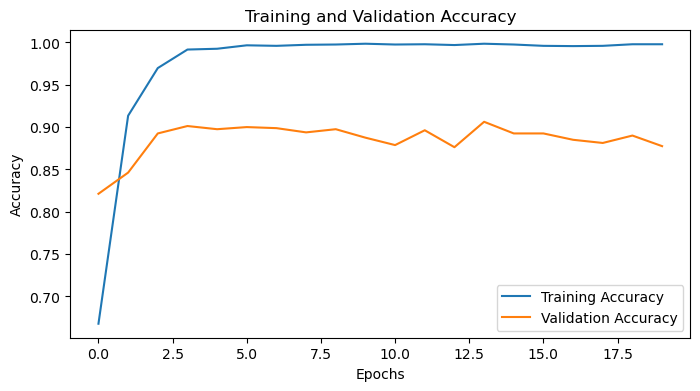 Training and Validation Accuracy
Accuracy
1.00
0.95
0.90
0.85
0.80
0.75
0.70
Training Accuracy
Validation Accuracy
0.0 2.5 5.0 7.5 10.0 12.5 15.0 17.5
Epochs